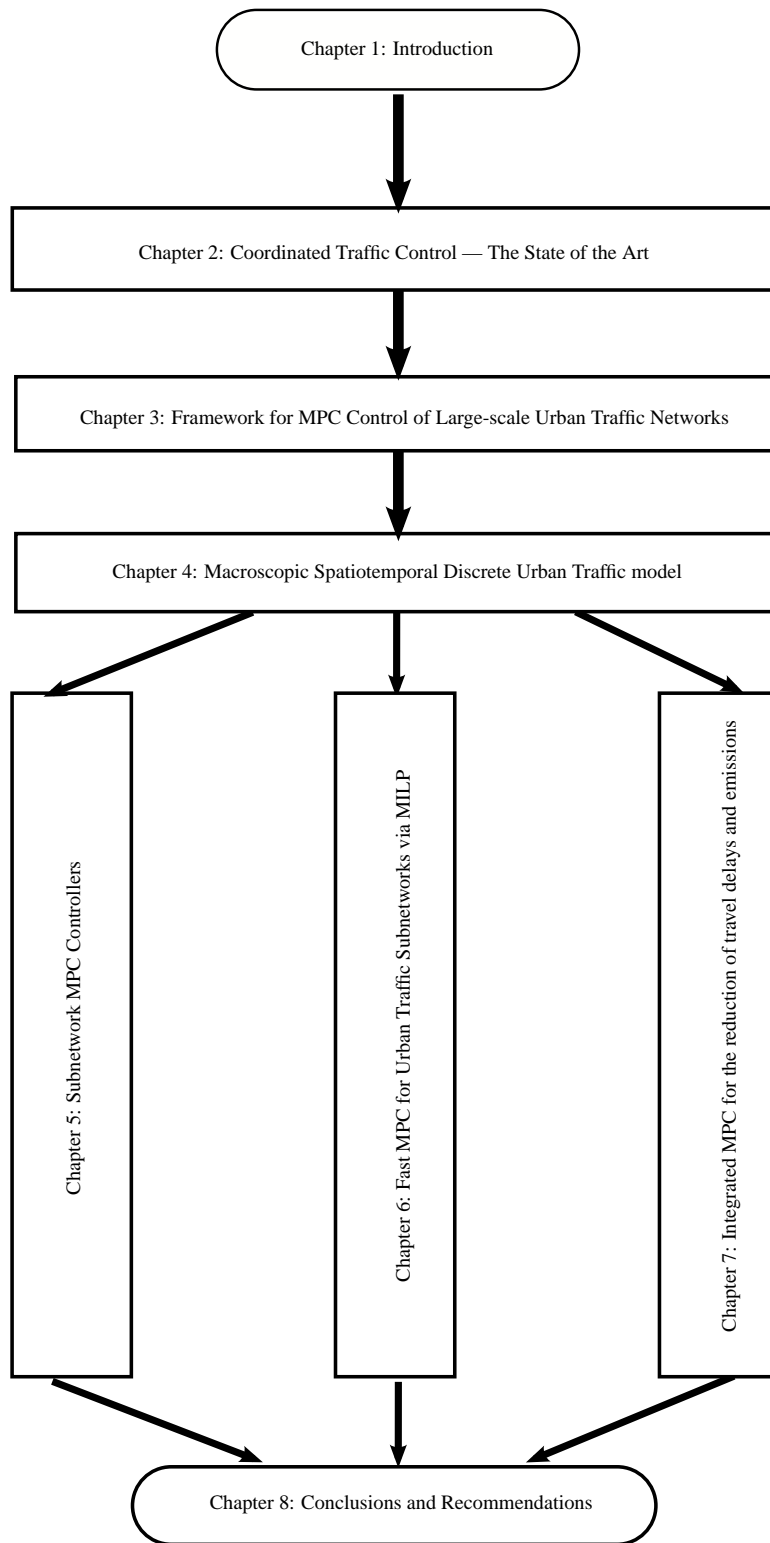 Chapter 1: Introduction
Chapter 2: Coordinated Traffic Control — The State of the Art
Chapter 3: Framework for MPC Control of Large-scale Urban Traffic Networks
Chapter 4: Macroscopic Spatiotemporal Discrete Urban Traffic model
Chapter 5: Subnetwork MPC Controllers
Chapter 6: Fast MPC for Urban Traffic Subnetworks via MILP
Chapter 7: Integrated MPC for the reduction of travel delays and emissions
Chapter 8: Conclusions and Recommendations